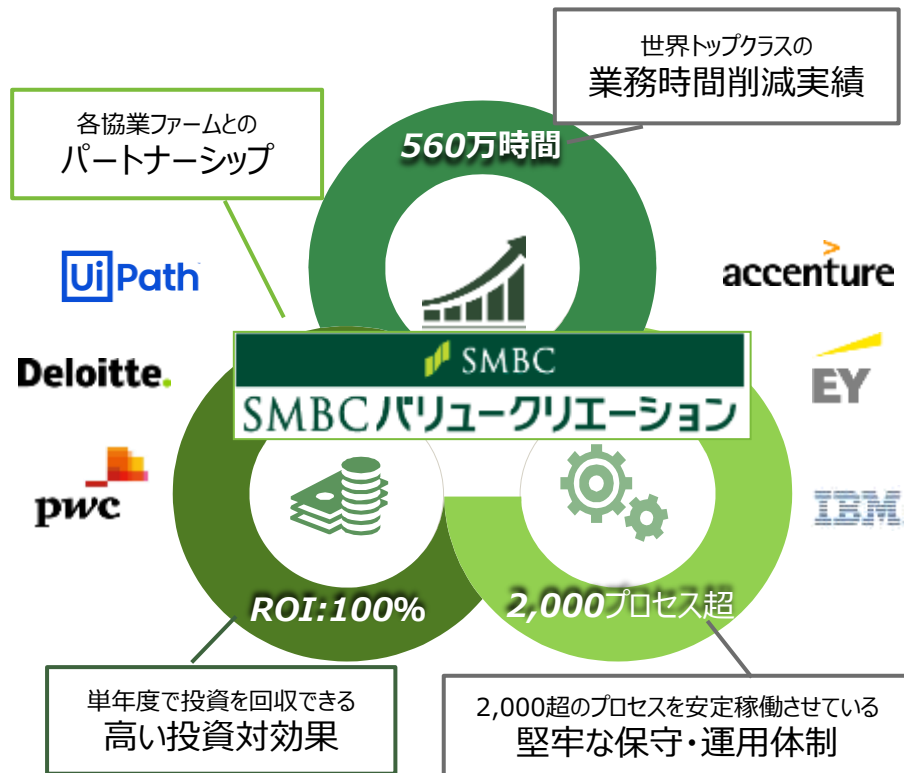 世界トップクラスの
業務時間削減実績
各協業ファームとの
パートナーシップ
560万時間
UiPath
accenture
Deloitte.
EY
pwc
IBM
SMBC
SMBCバリュークリエーション
ROI:100%
2,000プロセス超
単年度で投資を回収できる
高い投資対効果
2,000超のプロセスを安定稼働させている
堅牢な保守・運用体制